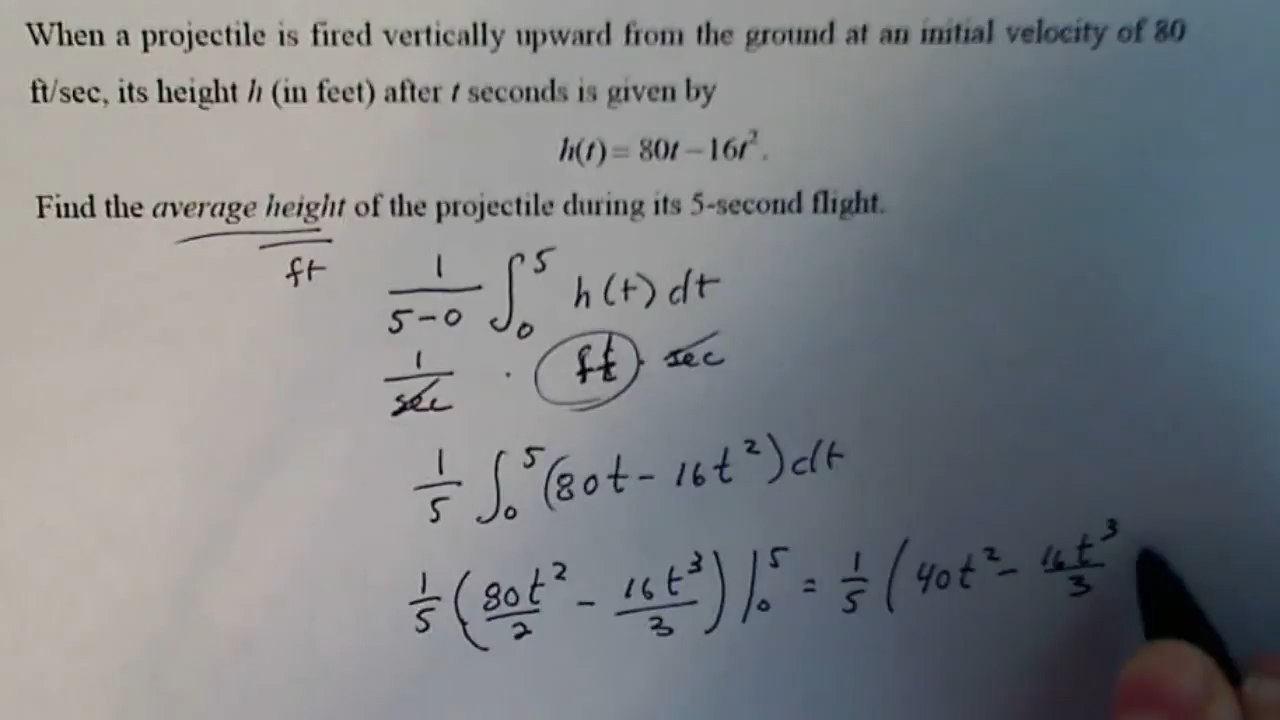 When a projectile is fired vertically upward from the ground at an initial velocity of 80
ft/sec, its height h (in feet) after t seconds is given by
h(t) = 80t – 16t².
Find the average height of the projectile during its 5-second flight.
ft
1/(5-0) ∫₀⁵ h(t) dt
1/sec · ft · sec
1/5 ∫₀⁵ (80t - 16t²) dt
1/5 (80t²/2 - 16t³/3) |₀⁵ = 1/5 (40t² - 16t³/3